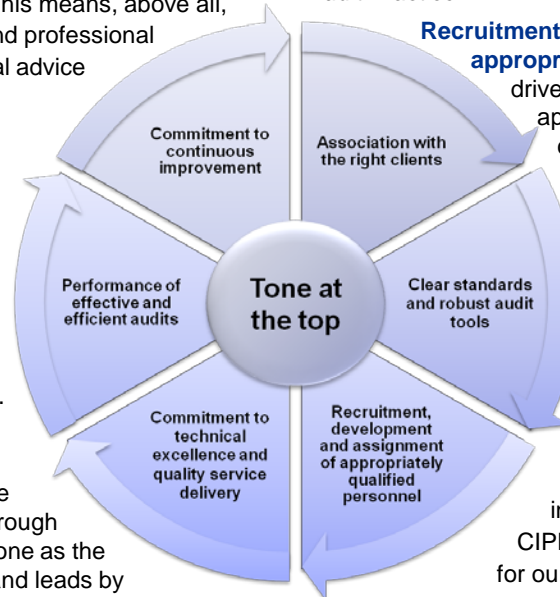 his means, above all,
nd professional
al advice
Recruitment
appropr
drive
ap
Commitment to
continuous
improvement
Association with
the right clients
Clear standards
and robust audit
tools
Recruitment,
development
and assignment
of appropriately
qualified
personnel
Commitment to
technical
excellence and
quality service
delivery
Performance of
effective and
efficient audits
Tone at
the top
e
rough
one as the
and leads by
in
CIP
for ou